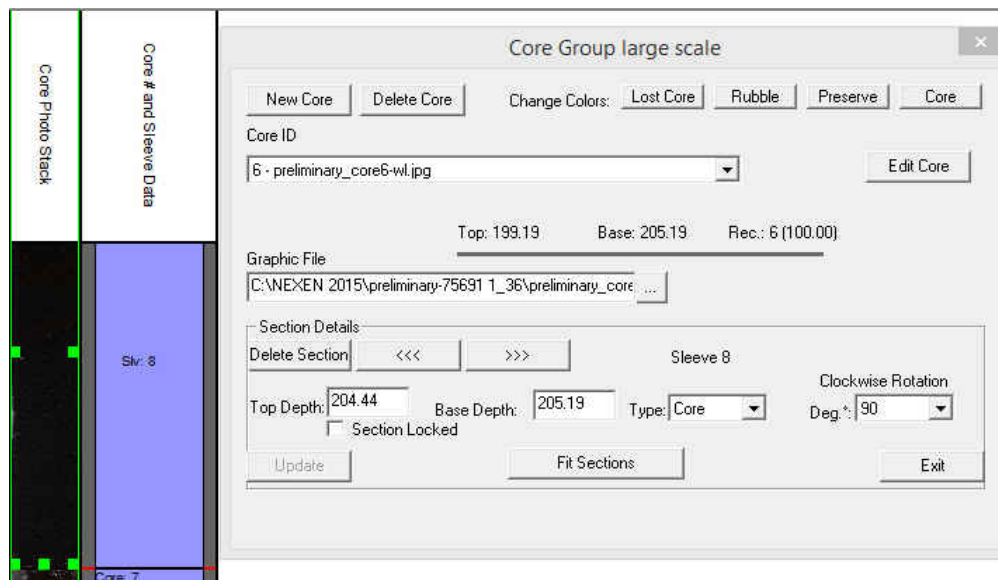 Core Photo Stack
Core # and Sleeve Data
Slv: 8
Core: 7
Core Group large scale
New Core Delete Core Change Colors: Lost Core Rubble Preserve Core
Core ID
6 - preliminary_core6-wl.jpg Edit Core
Top: 199.19 Base: 205.19 Rec.: 6 (100.00)
Graphic File
C:\NEXEN 2015\preliminary-75691 1_36\preliminary_core ...
Section Details
Delete Section <<< >>> Sleeve 8
Clockwise Rotation
Top Depth: 204.44 Base Depth: 205.19 Type: Core Deg.*: 90
Section Locked
Update Fit Sections Exit